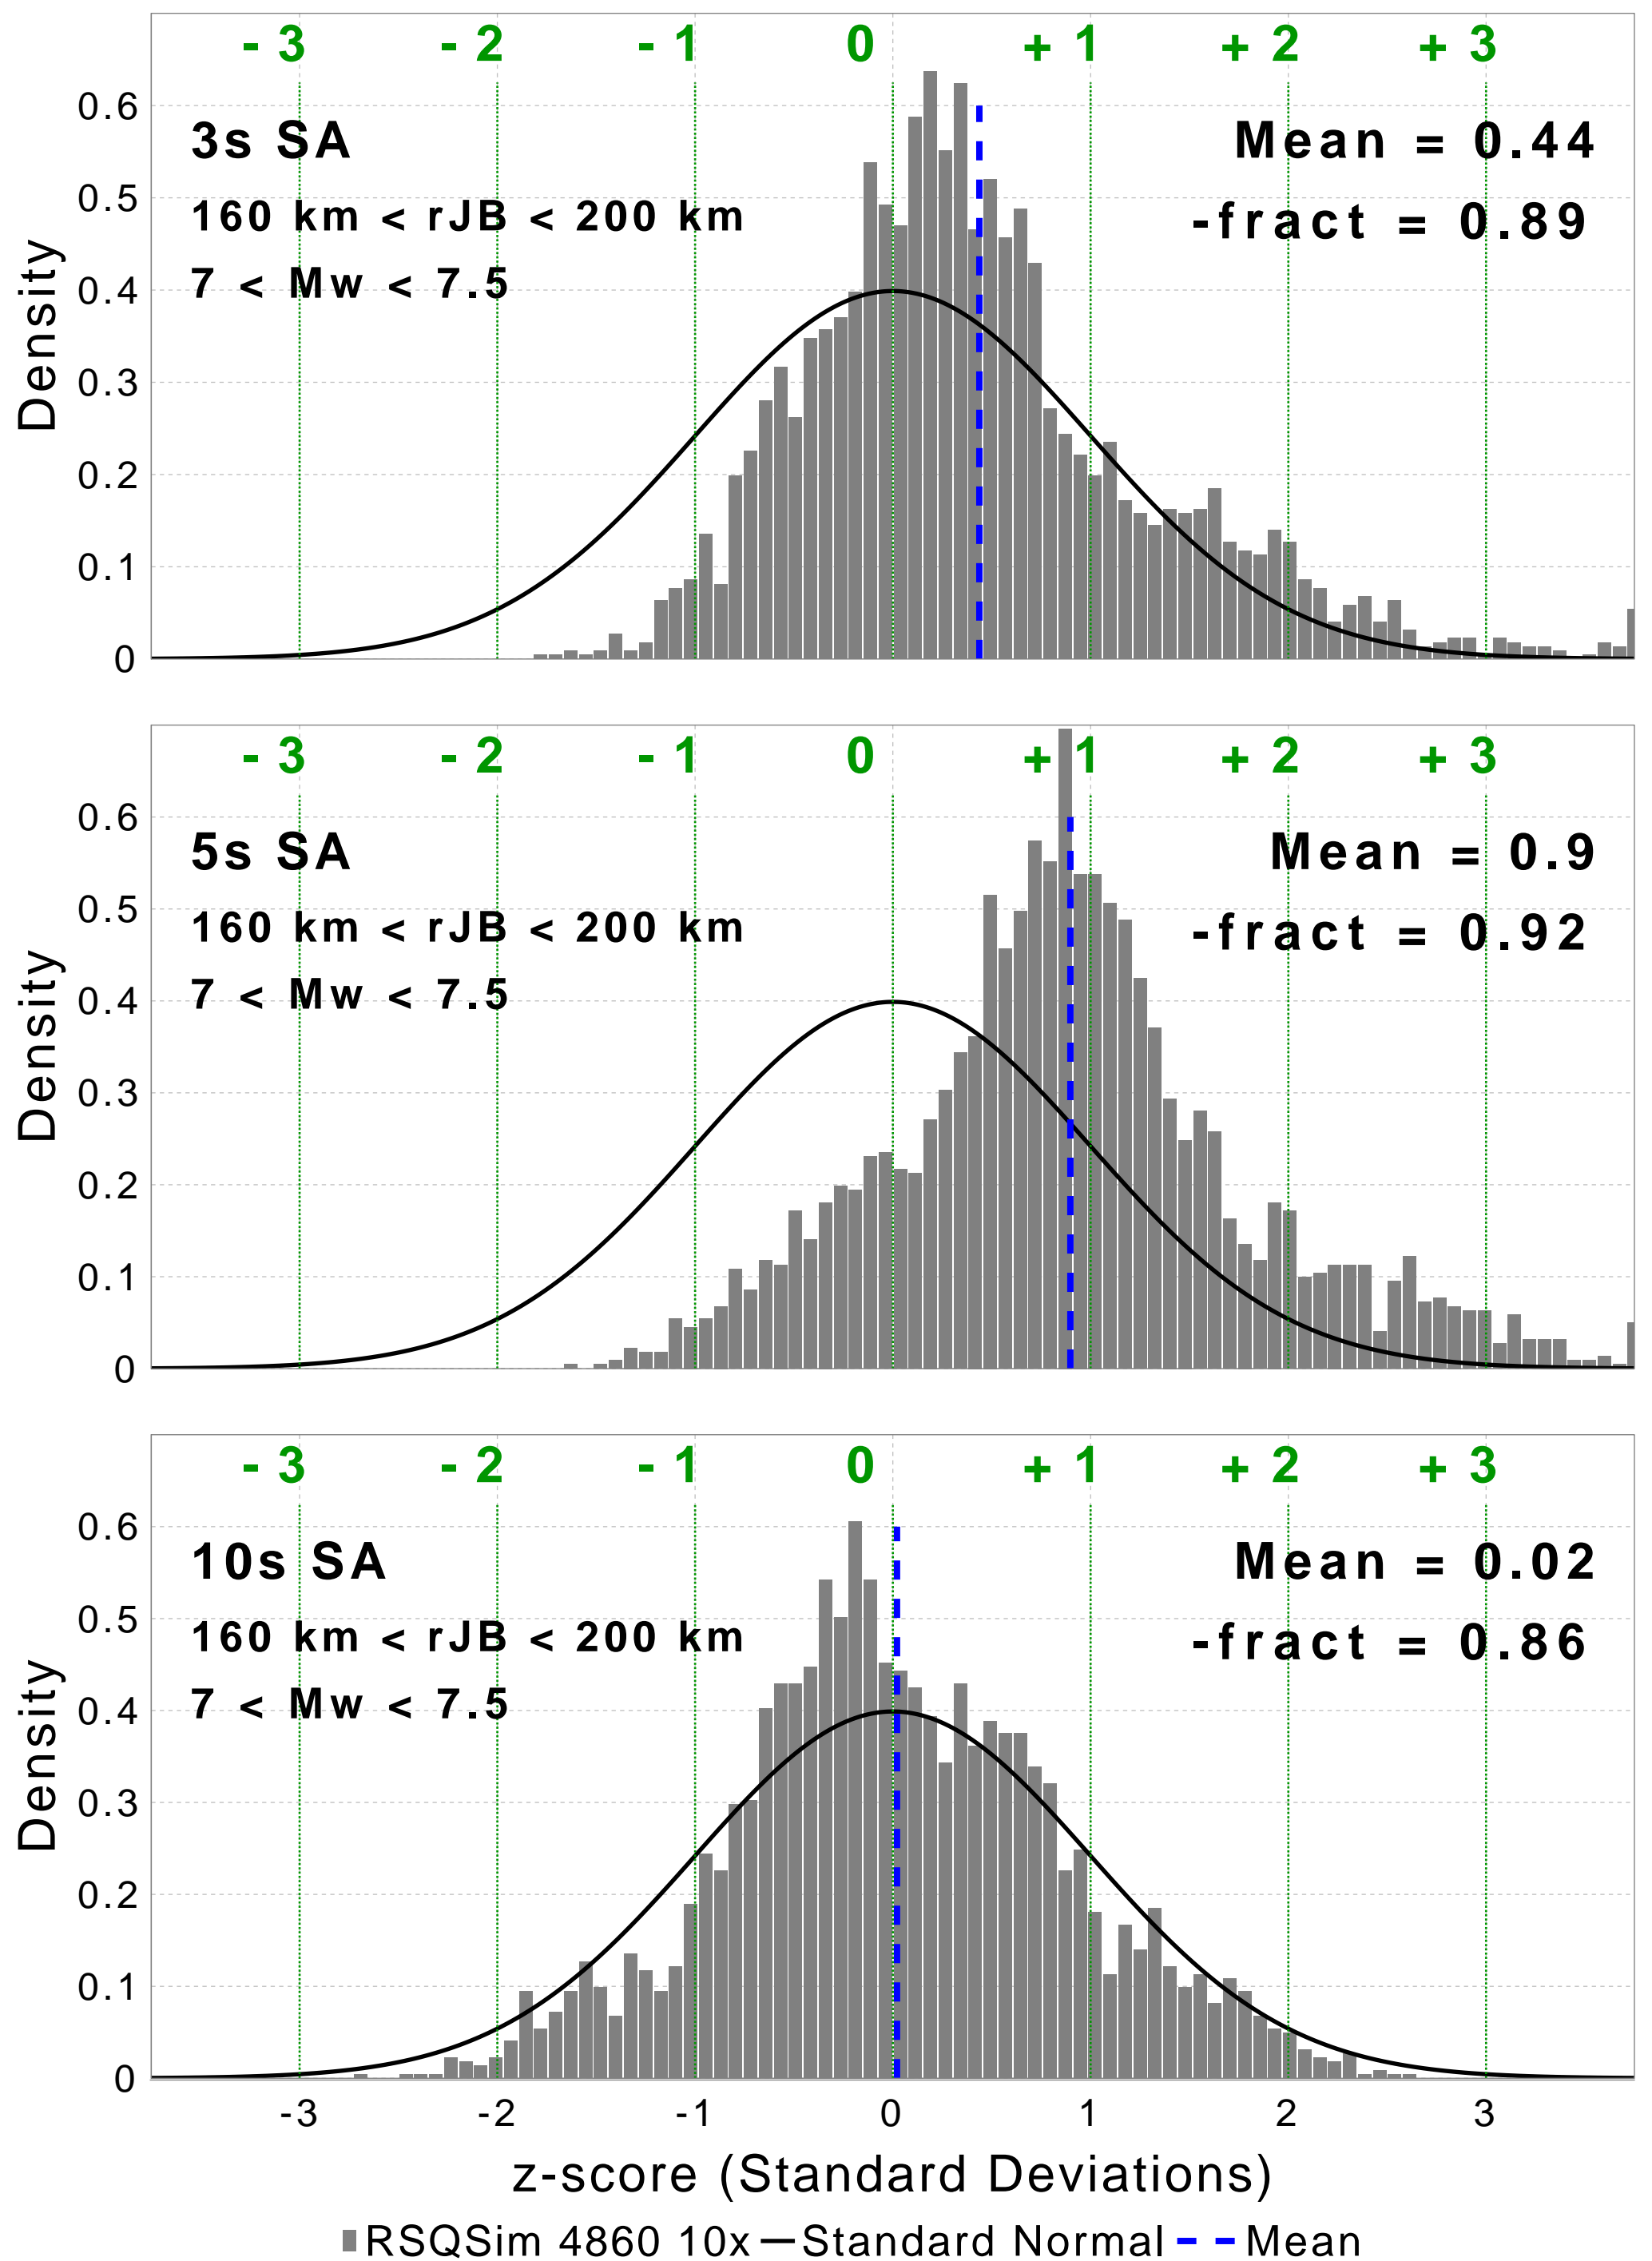 - 3 - 2 - 1 0 + 1 + 2 + 3
0.6
3s SA
Mean = 0.44
0.5
160 km < rJB < 200 km
-fract = 0.89
7 < Mw < 7.5
0.4
0.3
0.2
0.1
0
Density
- 3 - 2 - 1 0 + 1 + 2 + 3
0.6
5s SA
Mean = 0.9
0.5
160 km < rJB < 200 km
-fract = 0.92
7 < Mw < 7.5
0.4
0.3
0.2
0.1
0
Density
- 3 - 2 - 1 0 + 1 + 2 + 3
0.6
10s SA
Mean = 0.02
0.5
160 km < rJB < 200 km
-fract = 0.86
7 < Mw < 7.5
0.4
0.3
0.2
0.1
0
Density
-3 -2 -1 0 1 2 3
z-score (Standard Deviations)
RSQSim 4860 10x Standard Normal Mean